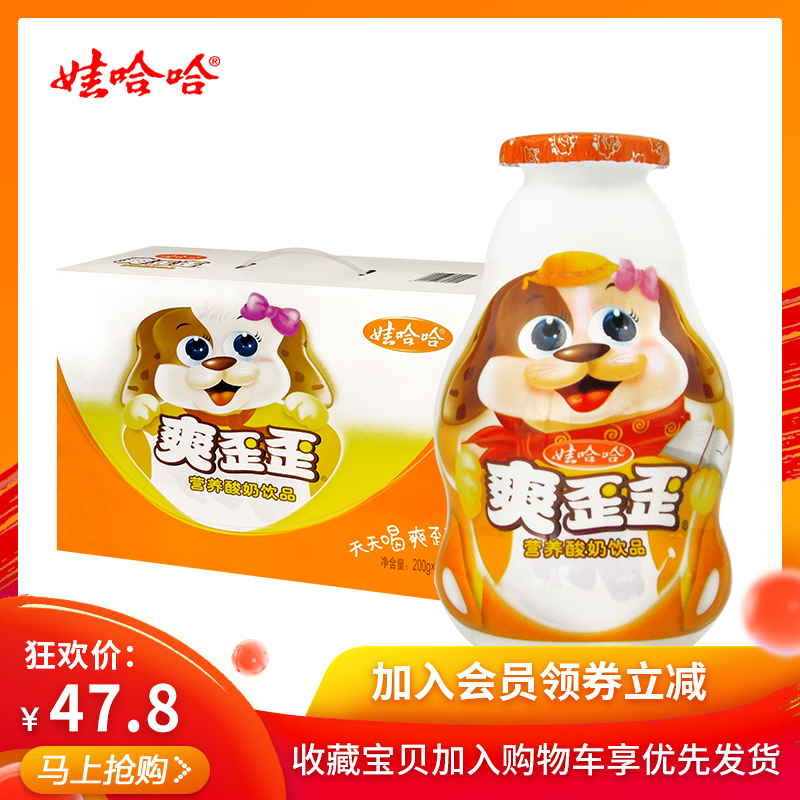 娃哈哈®
爽歪歪
娃哈哈
爽歪歪
营养酸奶饮品
天天喝爽歪
净含量：200g×
娃哈哈
爽歪歪®
营养酸奶饮品
狂欢价：
¥47.8
马上抢购
加入会员领券立减
收藏宝贝加入购物车享优先发货